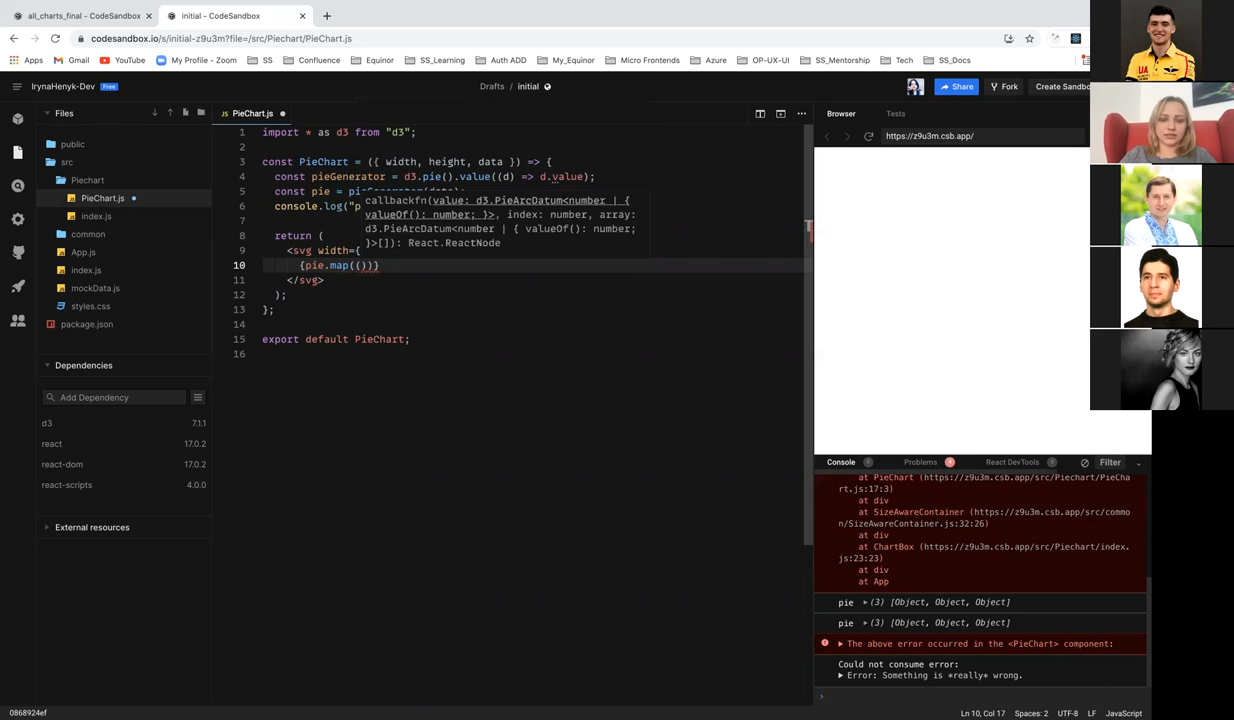 all_charts_final - CodeSandbox
initial - CodeSandbox
codesandbox.io/s/initial-z9u3m?file=/src/Piechart/PieChart.js
Apps
Gmail
YouTube
My Profile - Zoom
SS
Confluence
Equinor
SS_Learning
Auth ADD
My_Equinor
Micro Frontends
Azure
OP-UX-UI
SS_Mentorship
Tech
SS_Docs
IrynaHenyk-Dev
Free
Drafts / initial
Share
Fork
Create Sandbo
Files
public
src
Piechart
PieChart.js
index.js
common
App.js
index.js
mockData.js
styles.css
package.json
Dependencies
Add Dependency
d3 7.1.1
react 17.0.2
react-dom 17.0.2
react-scripts 4.0.0
External resources
0868924ef
PieChart.js
1 import * as d3 from "d3";
2
3 const PieChart = ({ width, height, data }) => {
4 const pieGenerator = d3.pie().value((d) => d.value);
5 const pie =
6 console.log("p
7
8 return (
9 <svg width={
10 {pie.map(())}
11 </svg>
12 );
13 };
14
15 export default PieChart;
16
callbackfn(value: d3.PieArcDatum<number | {
valueOf(): number; }>, index: number, array:
d3.PieArcDatum<number | { valueOf(): number;
}>[]): React.ReactNode
Browser
Tests
https://z9u3m.csb.app/
UA
Console
Problems
React DevTools
Filter
at PieChart (https://z9u3m.csb.app/src/Piechart/PieCha
rt.js:17:3)
at div
at SizeAwareContainer (https://z9u3m.csb.app/src/commo
n/SizeAwareContainer.js:32:26)
at div
at ChartBox (https://z9u3m.csb.app/src/Piechart/index.
js:23:23)
at div
at App
pie ▸(3) [Object, Object, Object]
pie ▸(3) [Object, Object, Object]
▸ The above error occurred in the <PieChart> component:
Could not consume error:
▸ Error: Something is *really* wrong.
Ln 10, Col 17
Spaces: 2
UTF-8
LF
JavaScript